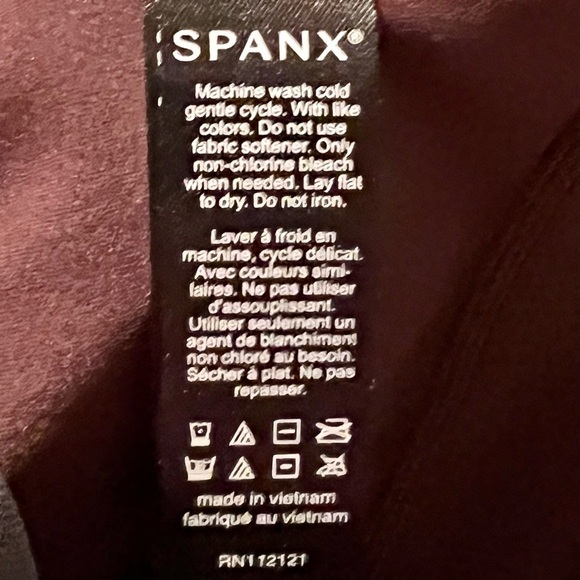 SPANX®
Machine wash cold
gentle cycle. With like
colors. Do not use
fabric softener. Only
non-chlorine bleach
when needed. Lay flat
to dry. Do not iron.
Laver à froid en
machine, cycle délicat.
Avec couleurs simi-
laires. Ne pas utiliser
d'assouplissant.
Utiliser seulement un
agent de blanchiment
non chloré au besoin.
Sécher à plat. Ne pas
repasser.
made in vietnam
fabriqué au vietnam
RN112121